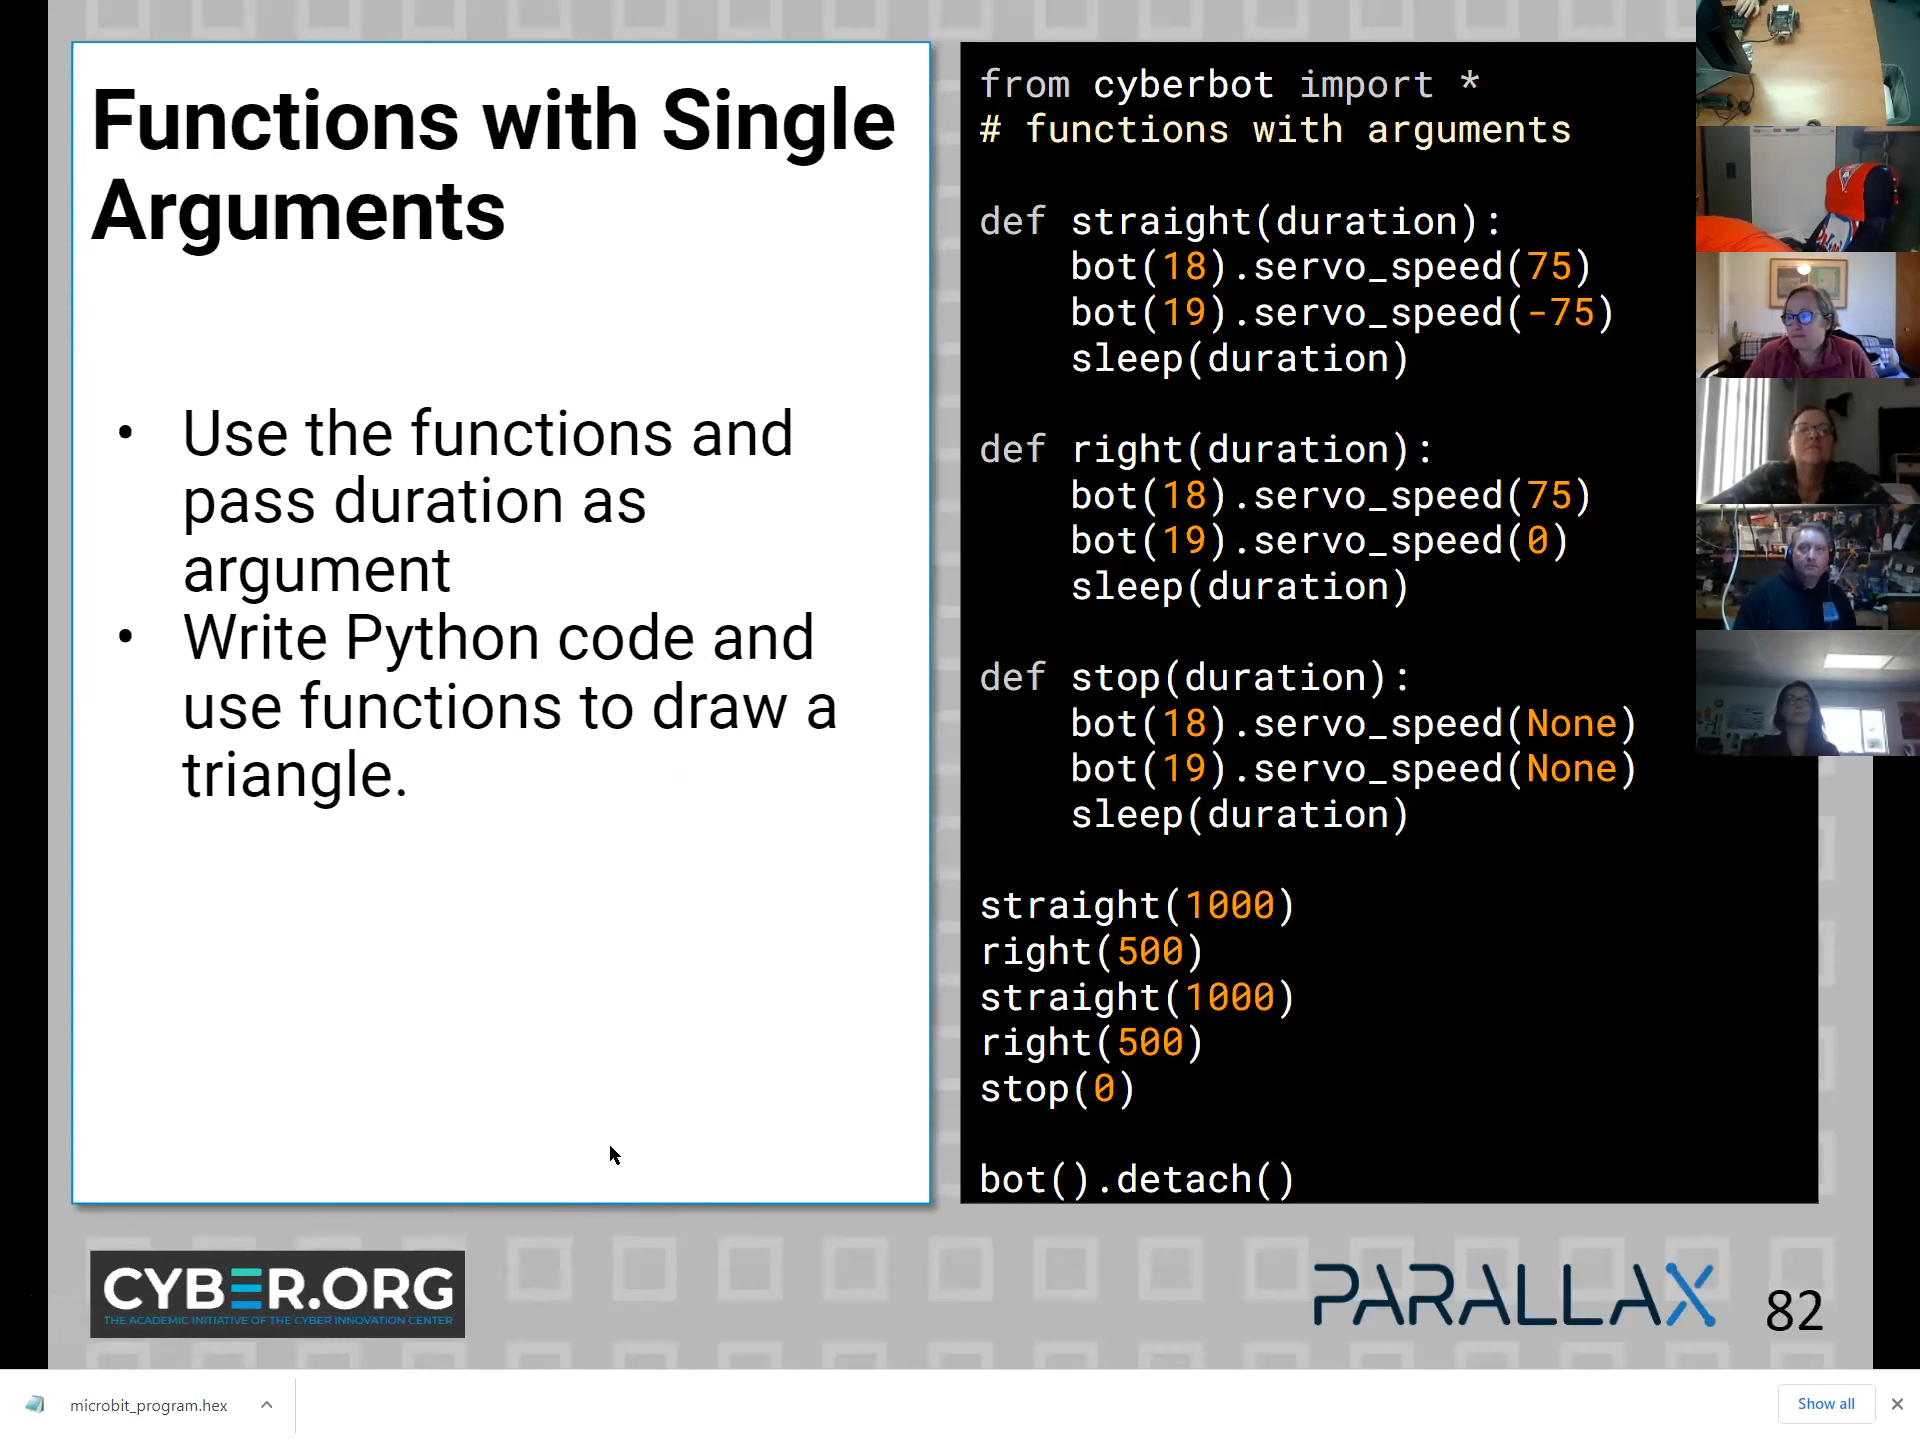 Functions with Single
Arguments
• Use the functions and
pass duration as
argument
• Write Python code and
use functions to draw a
triangle.
from cyberbot import *
# functions with arguments
def straight(duration):
    bot(18).servo_speed(75)
    bot(19).servo_speed(-75)
    sleep(duration)
def right(duration):
    bot(18).servo_speed(75)
    bot(19).servo_speed(0)
    sleep(duration)
def stop(duration):
    bot(18).servo_speed(None)
    bot(19).servo_speed(None)
    sleep(duration)
straight(1000)
right(500)
straight(1000)
right(500)
stop(0)
bot().detach()
CYBER.ORG
THE ACADEMIC INITIATIVE OF THE CYBER INNOVATION CENTER
PARALLAX
82
microbit_program.hex
Show all